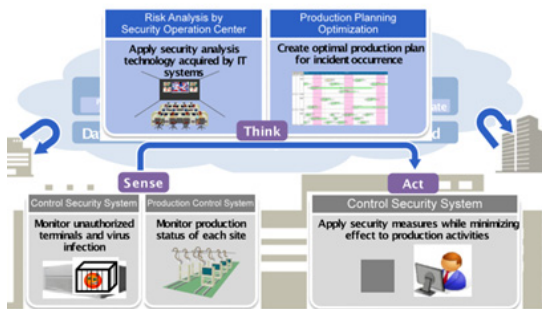 Risk Analysis by
Security Operation Center
Apply security analysis
technology acquired by IT
systems
Production Planning
Optimization
Create optimal production plan
for incident occurrence
Think
Sense
Act
Control Security System
Monitor unauthorized
terminals and virus
infection
Production Control System
Monitor production
status of each site
Control Security System
Apply security measures while minimizing
effect to production activities